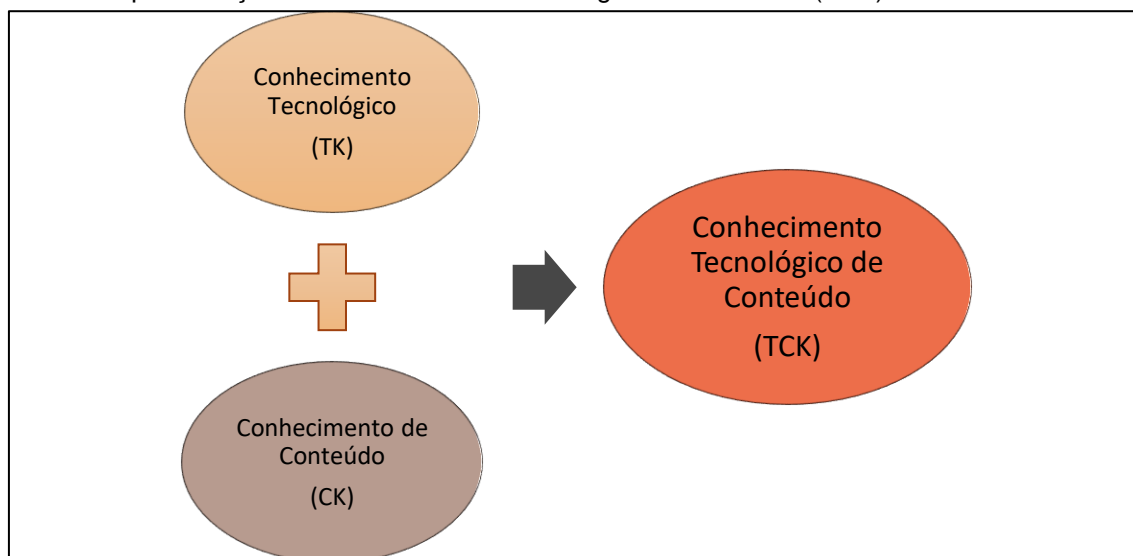 Conhecimento
Tecnológico
(TK)
Conhecimento de
Conteúdo
(CK)
Conhecimento
Tecnológico de
Conteúdo
(TCK)